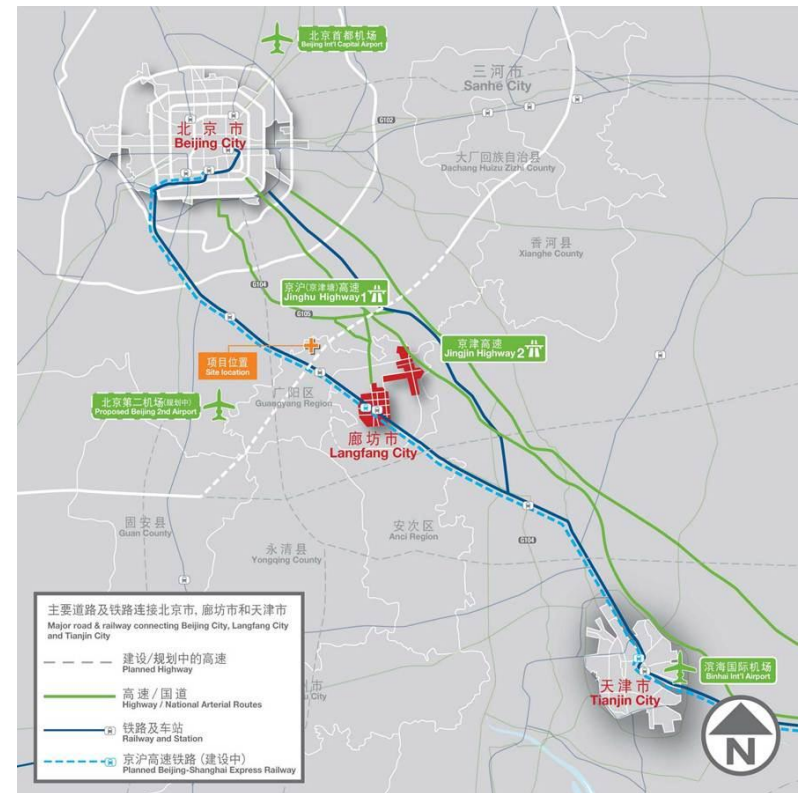 北京首都机场
Beijing Int'l Capital Airport
三河市
Sanhe City
北京市
Beijing City
G102
大厂回族自治县
Dachang Huizu Zizhi County
香河县
Xianghe County
G104
京沪(京津塘)高速
Jinghu Highway 1
G105
京津高速
Jingjin Highway 2
项目位置
Site location
北京第二机场(规划中)
Proposed Beijing 2nd Airport
广阳区
Guangyang Region
廊坊市
Langfang City
固安县
Guan County
永清县
Yongqing County
安次区
Anci Region
G104
主要道路及铁路连接北京市, 廊坊市和天津市
Major road & railway connecting Beijing City, Langfang City
and Tianjin City
建设/规划中的高速
Planned Highway
高速/国道
Highway / National Arterial Routes
铁路及车站
Railway and Station
京沪高速铁路 (建设中)
Planned Beijing-Shanghai Express Railway
州市
City
滨海国际机场
Binhai Int'l Airport
天津市
Tianjin City
N